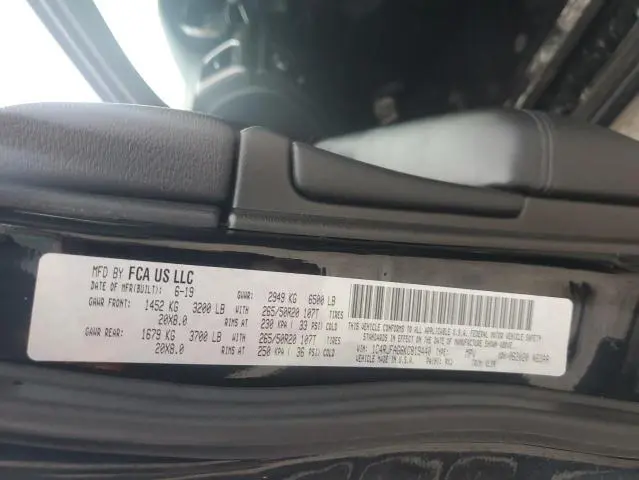 MFD BY FCA US LLC
DATE OF MFR(BUILT): 6-19 GVWR: 2949 KG 6500 LB
GAWR FRONT: 1452 KG 3200 LB WITH 265/50R20 107T TIRES
20X8.0 RIMS AT 230 KPA ( 33 PSI) COLD
GAWR REAR: 1679 KG 3700 LB WITH 265/50R20 107T TIRES
20X8.0 RIMS AT 250 KPA ( 36 PSI) COLD
THIS VEHICLE CONFORMS TO ALL APPLICABLE U.S.A. FEDERAL MOTOR VEHICLE SAFETY
STANDARDS IN EFFECT ON THE DATE OF MANUFACTURE SHOWN ABOVE.
VIN: TYPE: MPV
VEHICLE MADE IN U.S.A.